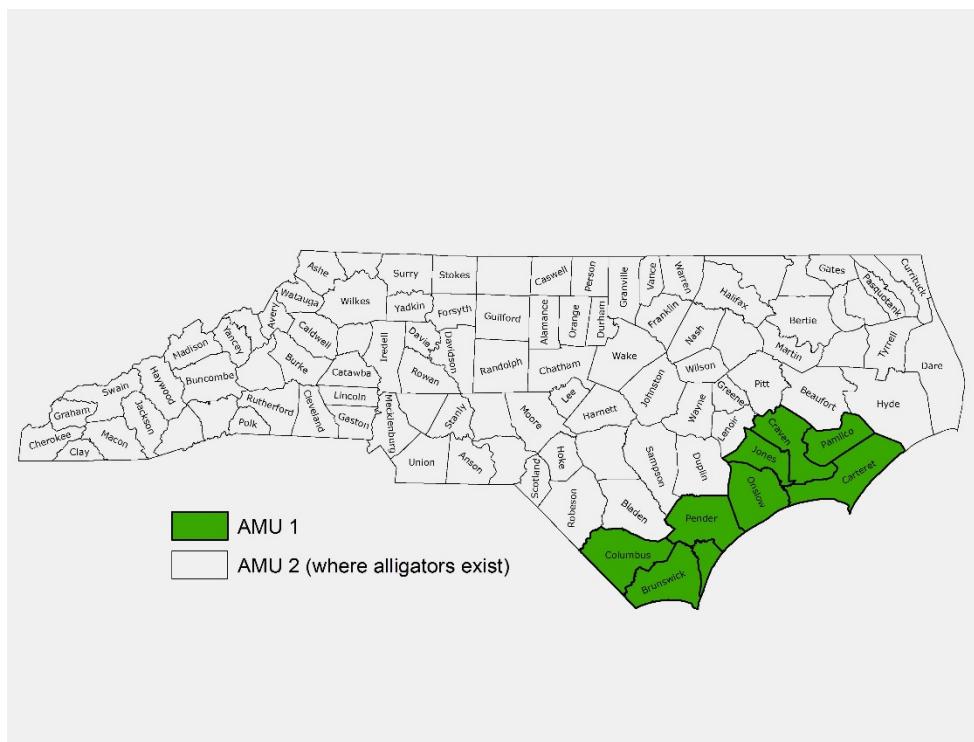 Ashe
Surry
Stokes
Caswell
Person
Granville
Vance
Warren
Halifax
Gates
Pasquotank
Currituck
Watauga
Wilkes
Yadkin
Forsyth
Guilford
Alamance
Orange
Durham
Franklin
Nash
Bertie
Martin
Tyrrell
Dare
Avery
Caldwell
Iredell
Davie
Davidson
Madison
Yancey
Burke
Catawba
Rowan
Randolph
Chatham
Wake
Wilson
Swain
Haywood
Buncombe
Lincoln
Lee
Harnett
Johnston
Wayne
Greene
Pitt
Beaufort
Hyde
Graham
Jackson
Rutherford
Cleveland
Gaston
Mecklenburg
Stanly
Moore
Lenoir
Craven
Pamlico
Cherokee
Macon
Clay
Polk
Union
Anson
Scotland
Hoke
Sampson
Duplin
Jones
Onslow
Carteret
Robeson
Bladen
Pender
Columbus
Brunswick
AMU 1
AMU 2 (where alligators exist)